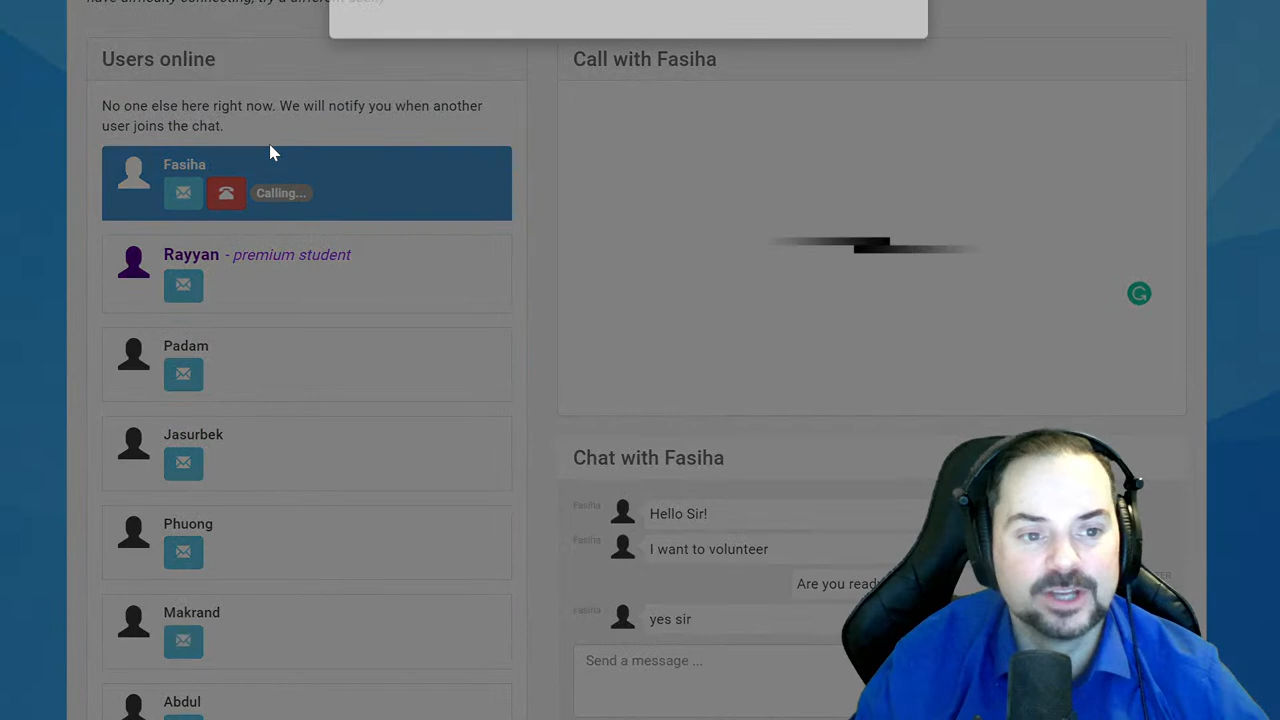 Users online
No one else here right now. We will notify you when another
user joins the chat.
Fasiha
Calling...
Rayyan - premium student
Padam
Jasurbek
Phuong
Makrand
Abdul
Call with Fasiha
Chat with Fasiha
Fasiha Hello Sir!
Fasiha I want to volunteer
Are you
Fasiha yes sir
Send a message ...